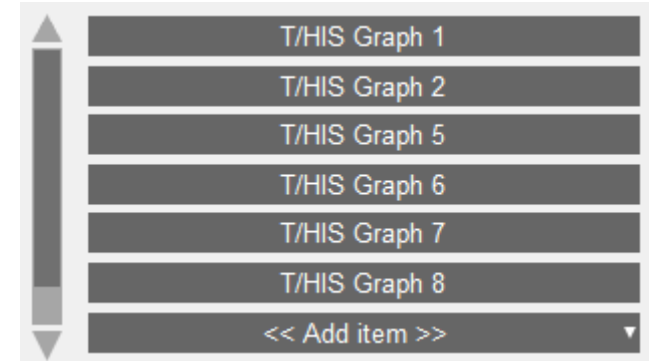 T/HIS Graph 1
T/HIS Graph 2
T/HIS Graph 5
T/HIS Graph 6
T/HIS Graph 7
T/HIS Graph 8
<< Add item >>